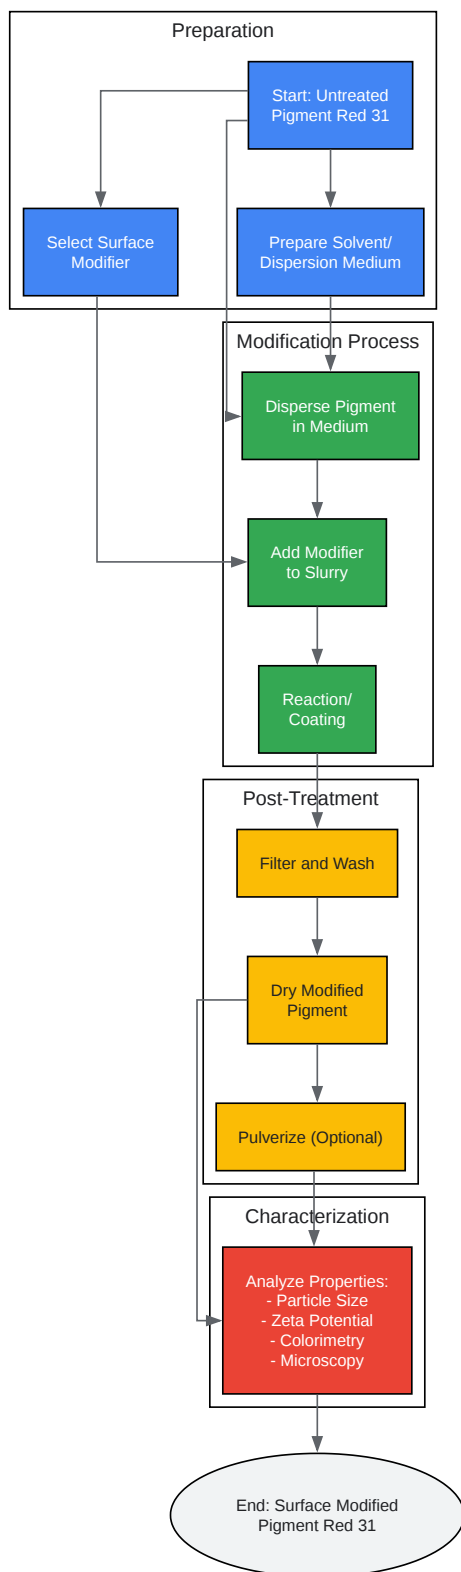 Preparation
Start: Untreated
Pigment Red 31
Select Surface
Modifier
Prepare Solvent/
Dispersion Medium
Modification Process
Disperse Pigment
in Medium
Add Modifier
to Slurry
Reaction/
Coating
Post-Treatment
Filter and Wash
Dry Modified
Pigment
Pulverize (Optional)
Characterization
Analyze Properties:
- Particle Size
- Zeta Potential
- Colorimetry
- Microscopy
End: Surface Modified
Pigment Red 31